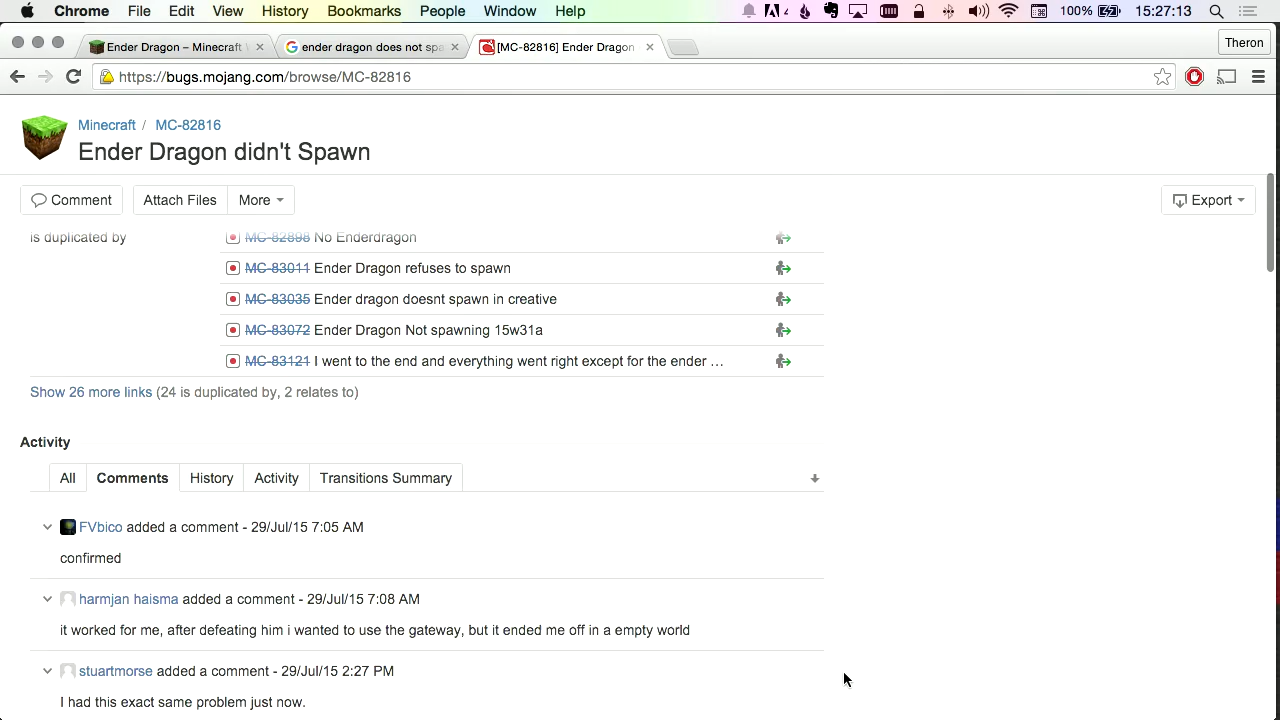 Chrome File Edit View History Bookmarks People Window Help 4 100% 15:27:13
Ender Dragon – Minecraft ender dragon does not spa [MC-82816] Ender Dragon Theron
https://bugs.mojang.com/browse/MC-82816
Minecraft / MC-82816
Ender Dragon didn't Spawn
Comment Attach Files More Export
is duplicated by MC-82898 No Enderdragon
MC-83011 Ender Dragon refuses to spawn
MC-83035 Ender dragon doesnt spawn in creative
MC-83072 Ender Dragon Not spawning 15w31a
MC-83121 I went to the end and everything went right except for the ender …
Show 26 more links (24 is duplicated by, 2 relates to)
Activity
All Comments History Activity Transitions Summary
FVbico added a comment - 29/Jul/15 7:05 AM
confirmed
harmjan haisma added a comment - 29/Jul/15 7:08 AM
it worked for me, after defeating him i wanted to use the gateway, but it ended me off in a empty world
stuartmorse added a comment - 29/Jul/15 2:27 PM
I had this exact same problem just now.